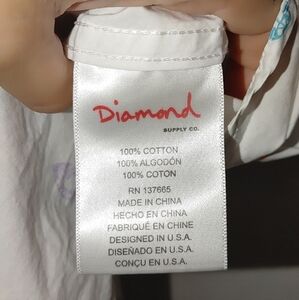 Diamond
SUPPLY CO.
100% COTTON
100% ALGODÓN
100% COTON
RN 137665
MADE IN CHINA
HECHO EN CHINA
FABRIQUÉ EN CHINE
DESIGNED IN U.S.A.
DISEÑADO EN U.S.A.
CONÇU EN U.S.A.